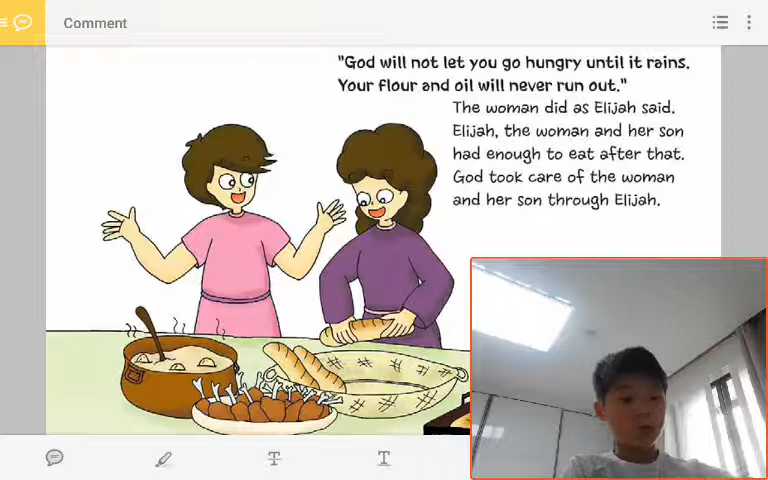 Comment
"God will not let you go hungry until it rains.
Your flour and oil will never run out."
The woman did as Elijah said.
Elijah, the woman and her son
had enough to eat after that.
God took care of the woman
and her son through Elijah.